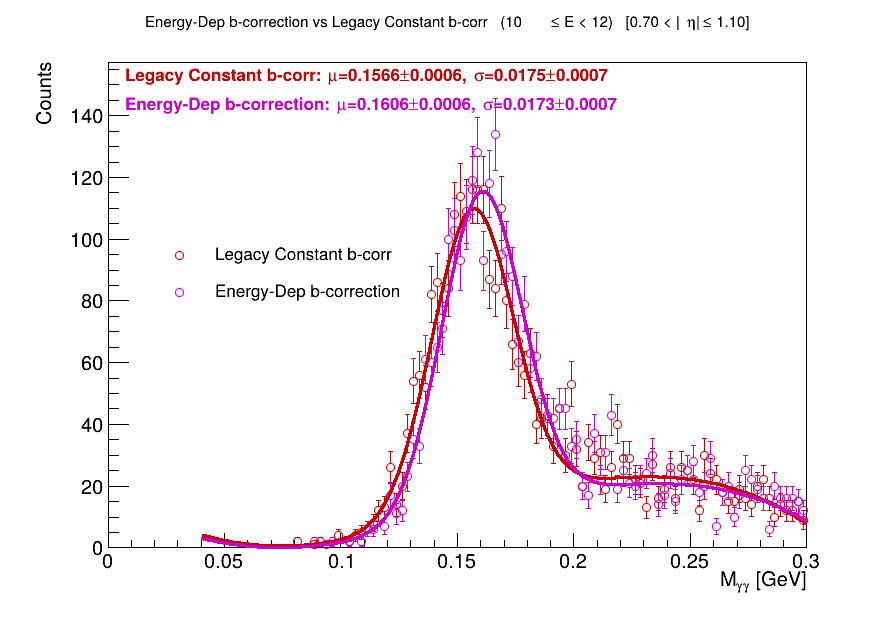 Energy-Dep b-correction vs Legacy Constant b-corr (10 ≤ E < 12) [0.70 < | η| ≤ 1.10]
Counts
Legacy Constant b-corr: μ=0.1566±0.0006, σ=0.0175±0.0007
Energy-Dep b-correction: μ=0.1606±0.0006, σ=0.0173±0.0007
140
120
100
80
60
40
20
0
Legacy Constant b-corr
Energy-Dep b-correction
0 0.05 0.1 0.15 0.2 0.25 0.3
Mγγ [GeV]